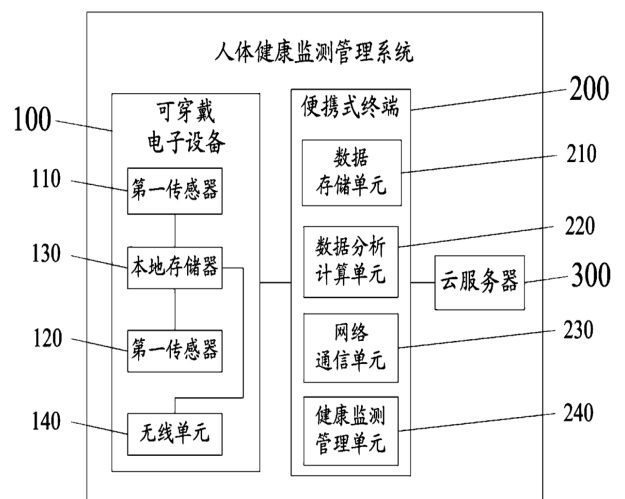 人体健康监测管理系统
100
可穿戴
电子设备
110
第一传感器
130
本地存储器
120
第一传感器
140
无线单元
便携式终端
200
数据
存储单元
210
数据分析
计算单元
220
网络
通信单元
230
健康监测
管理单元
240
云服务器
300